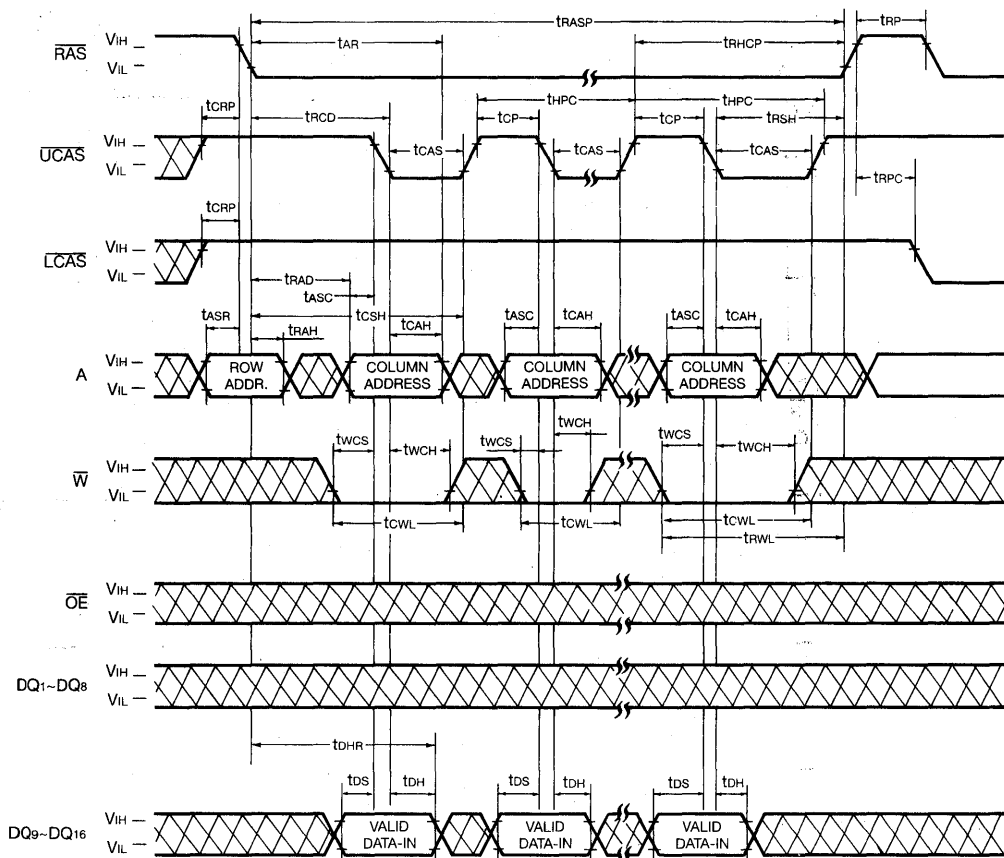 tRASP tRP
tAR tRHCP
RAS VIH
VIL
tCRP tHPC tHPC
tRCD tCP tCP tRSH
UCAS VIH
VIL
tCAS tCAS tCAS
tRPC
tCRP
LCAS VIH
VIL
tRAD
tASC
tCSH
tASR tRAH tCAH tASC tCAH tASC tCAH
A VIH
VIL
ROW
ADDR.
COLUMN
ADDRESS
COLUMN
ADDRESS
COLUMN
ADDRESS
tWCS tWCH tWCS tWCH tWCS tWCH
W VIH
VIL
tCWL tCWL tCWL
tRWL
OE VIH
VIL
DQ1~DQ8 VIH
VIL
tDHR
tDS tDH tDS tDH tDS tDH
DQ9~DQ16 VIH
VIL
VALID
DATA-IN
VALID
DATA-IN
VALID
DATA-IN